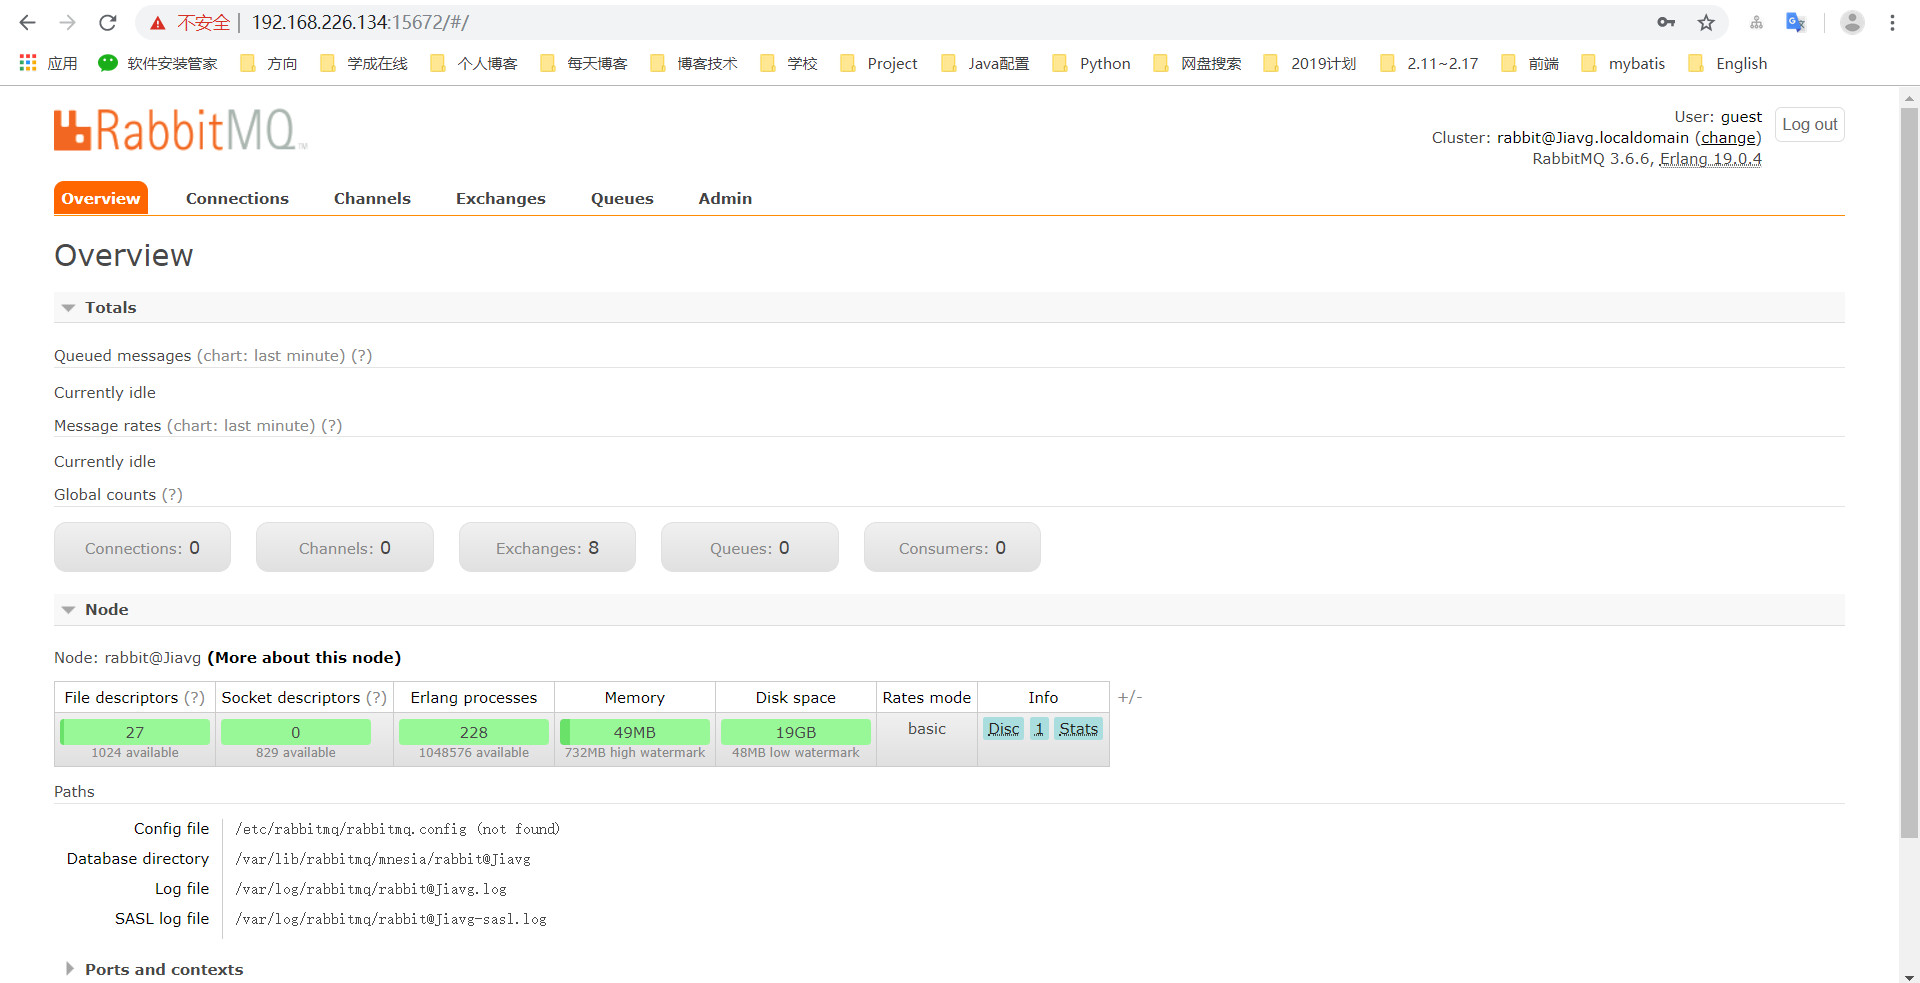 不安全 | 192.168.226.134:15672/#/
应用 软件安装管家 方向 学成在线 个人博客 每天博客 博客技术 学校 Project Java配置 Python 网盘搜索 2019计划 2.11~2.17 前端 mybatis English
RabbitMQ™
User: guest
Log out
Cluster: rabbit@Jiavg.localdomain (change)
RabbitMQ 3.6.6, Erlang 19.0.4
Overview Connections Channels Exchanges Queues Admin
Overview
Totals
Queued messages (chart: last minute) (?)
Currently idle
Message rates (chart: last minute) (?)
Currently idle
Global counts (?)
Connections: 0 Channels: 0 Exchanges: 8 Queues: 0 Consumers: 0
Node
Node: rabbit@Jiavg (More about this node)
File descriptors (?) Socket descriptors (?) Erlang processes Memory Disk space Rates mode Info +/-
27 0 228 49MB 19GB basic Disc 1 Stats
1024 available 829 available 1048576 available 732MB high watermark 48MB low watermark
Paths
Config file /etc/rabbitmq/rabbitmq.config (not found)
Database directory /var/lib/rabbitmq/mnesia/rabbit@Jiavg
Log file /var/log/rabbitmq/rabbit@Jiavg.log
SASL log file /var/log/rabbitmq/rabbit@Jiavg-sasl.log
Ports and contexts